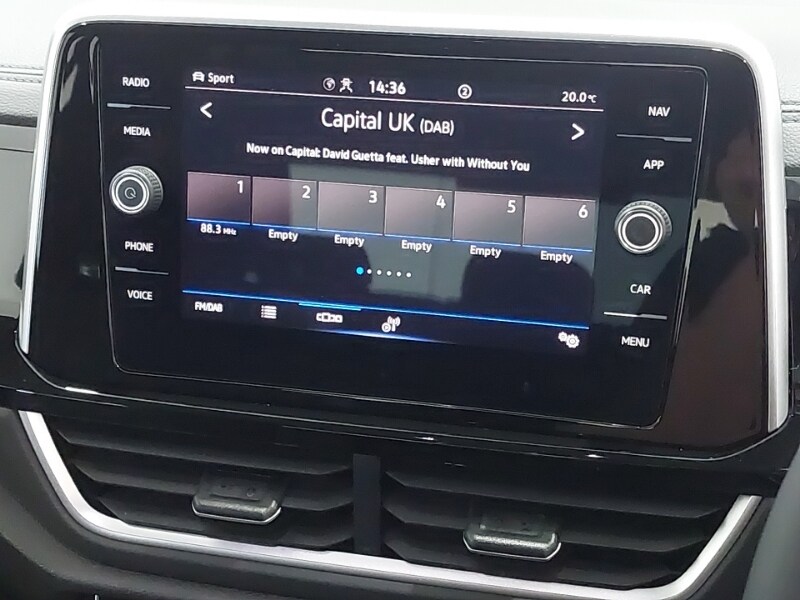 RADIO
MEDIA
PHONE
VOICE
Sport
14:36
2
20.0°C
Capital UK (DAB)
Now on Capital: David Guetta feat. Usher with Without You
1 2 3 4 5 6
88.3 MHz Empty Empty Empty Empty Empty
FM/DAB
NAV
APP
CAR
MENU